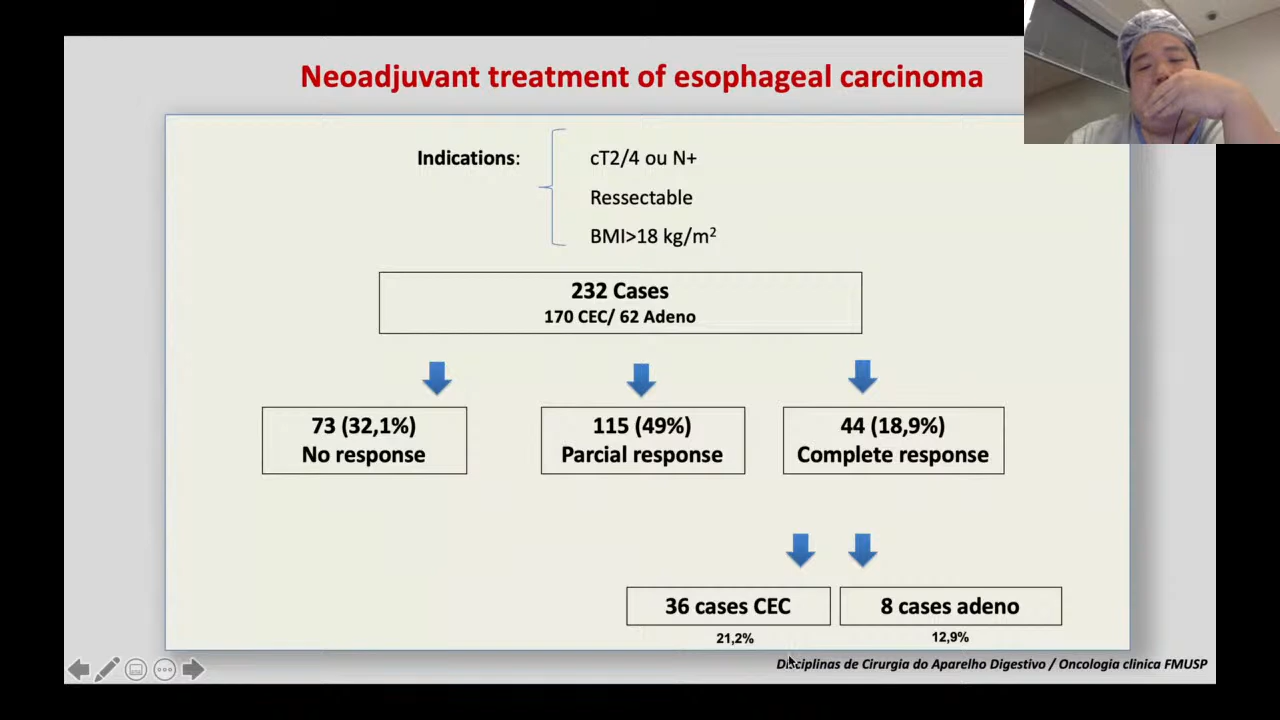 Neoadjuvant treatment of esophageal carcinoma
Indications:
cT2/4 ou N+
Ressectable
BMI>18 kg/m²
232 Cases
170 CEC/ 62 Adeno
73 (32,1%)
No response
115 (49%)
Parcial response
44 (18,9%)
Complete response
36 cases CEC
8 cases adeno
21,2%
12,9%
Disciplinas de Cirurgia do Aparelho Digestivo / Oncologia clinica FMUSP